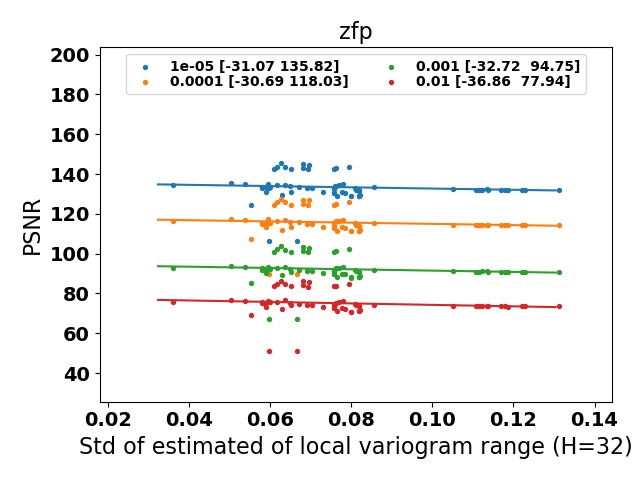 zfp
1e-05 [-31.07 135.82]
0.0001 [-30.69 118.03]
0.001 [-32.72  94.75]
0.01 [-36.86  77.94]
PSNR
200
180
160
140
120
100
80
60
40
0.02 0.04 0.06 0.08 0.10 0.12 0.14
Std of estimated of local variogram range (H=32)